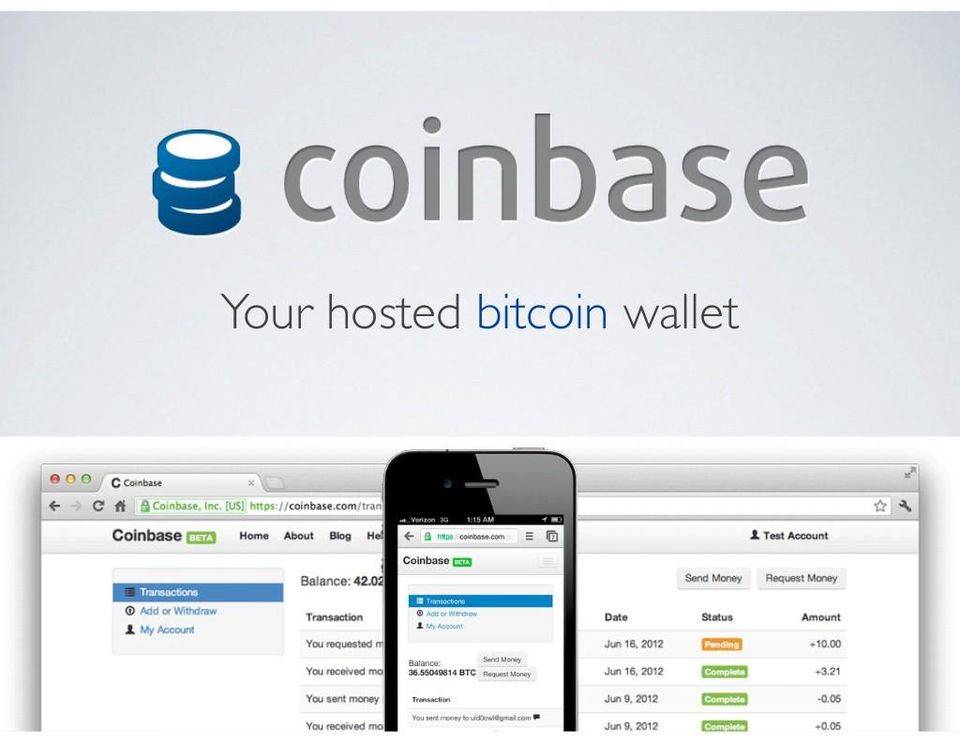 coinbase
Your hosted bitcoin wallet
Coinbase
Coinbase, Inc. [US] https://coinbase.com/tran
Coinbase BETA Home About Blog Test Account
Transactions
Add or Withdraw
My Account
Balance: 42.02
Send Money Request Money
Transaction Date Status Amount
You requested m Jun 16, 2012 Pending +10.00
You received mo Jun 16, 2012 Complete +3.21
You sent money Jun 9, 2012 Complete -0.05
You received mo Jun 9, 2012 Complete +0.05
Verizon 3G 1:15 AM
https coinbase.com
7
Coinbase BETA
Transactions
Add or Withdraw
My Account
Balance:
36.55049814 BTC
Send Money
Request Money
Transaction
You sent money to uid0owl@gmail.com